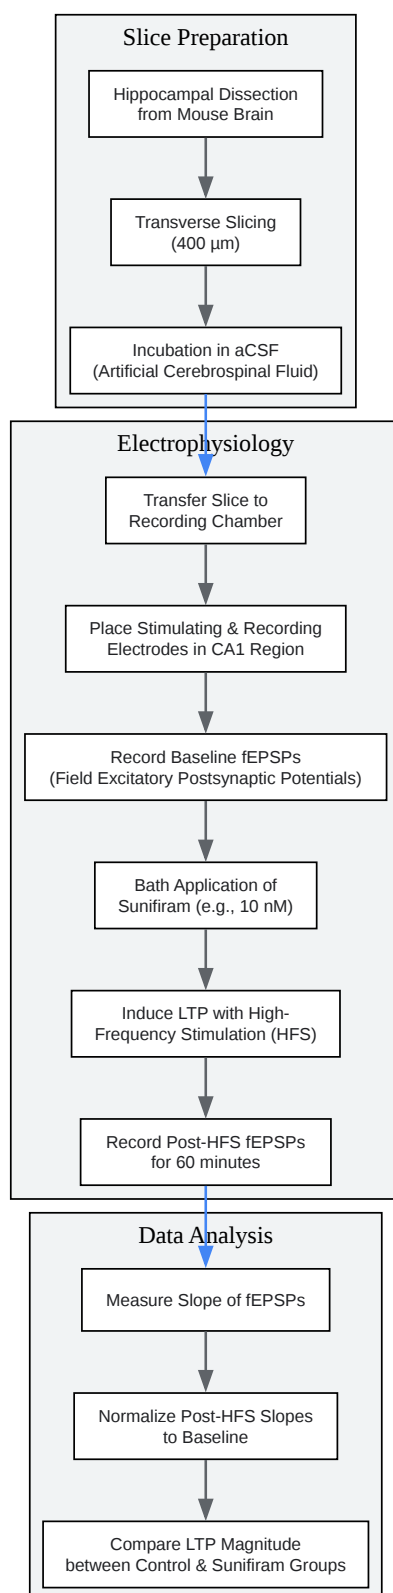 Slice Preparation
Hippocampal Dissection
from Mouse Brain
Transverse Slicing
(400 µm)
Incubation in aCSF
(Artificial Cerebrospinal Fluid)
Electrophysiology
Transfer Slice to
Recording Chamber
Place Stimulating & Recording
Electrodes in CA1 Region
Record Baseline fEPSPs
(Field Excitatory Postsynaptic Potentials)
Bath Application of
Sunifiram (e.g., 10 nM)
Induce LTP with High-
Frequency Stimulation (HFS)
Record Post-HFS fEPSPs
for 60 minutes
Data Analysis
Measure Slope of fEPSPs
Normalize Post-HFS Slopes
to Baseline
Compare LTP Magnitude
between Control & Sunifiram Groups